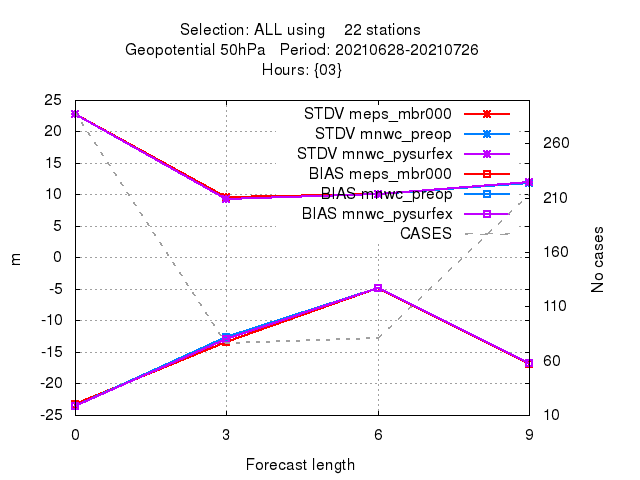 Selection: ALL using 22 stations
Geopotential 50hPa Period: 20210628-20210726
Hours: {03}
STDV meps_mbr000
STDV mnwc_preop
STDV mnwc_pysurfex
BIAS meps_mbr000
BIAS mnwc_preop
BIAS mnwc_pysurfex
CASES
25
20
15
10
5
0
-5
-10
-15
-20
-25
m
260
210
160
110
60
10
No cases
0 3 6 9
Forecast length